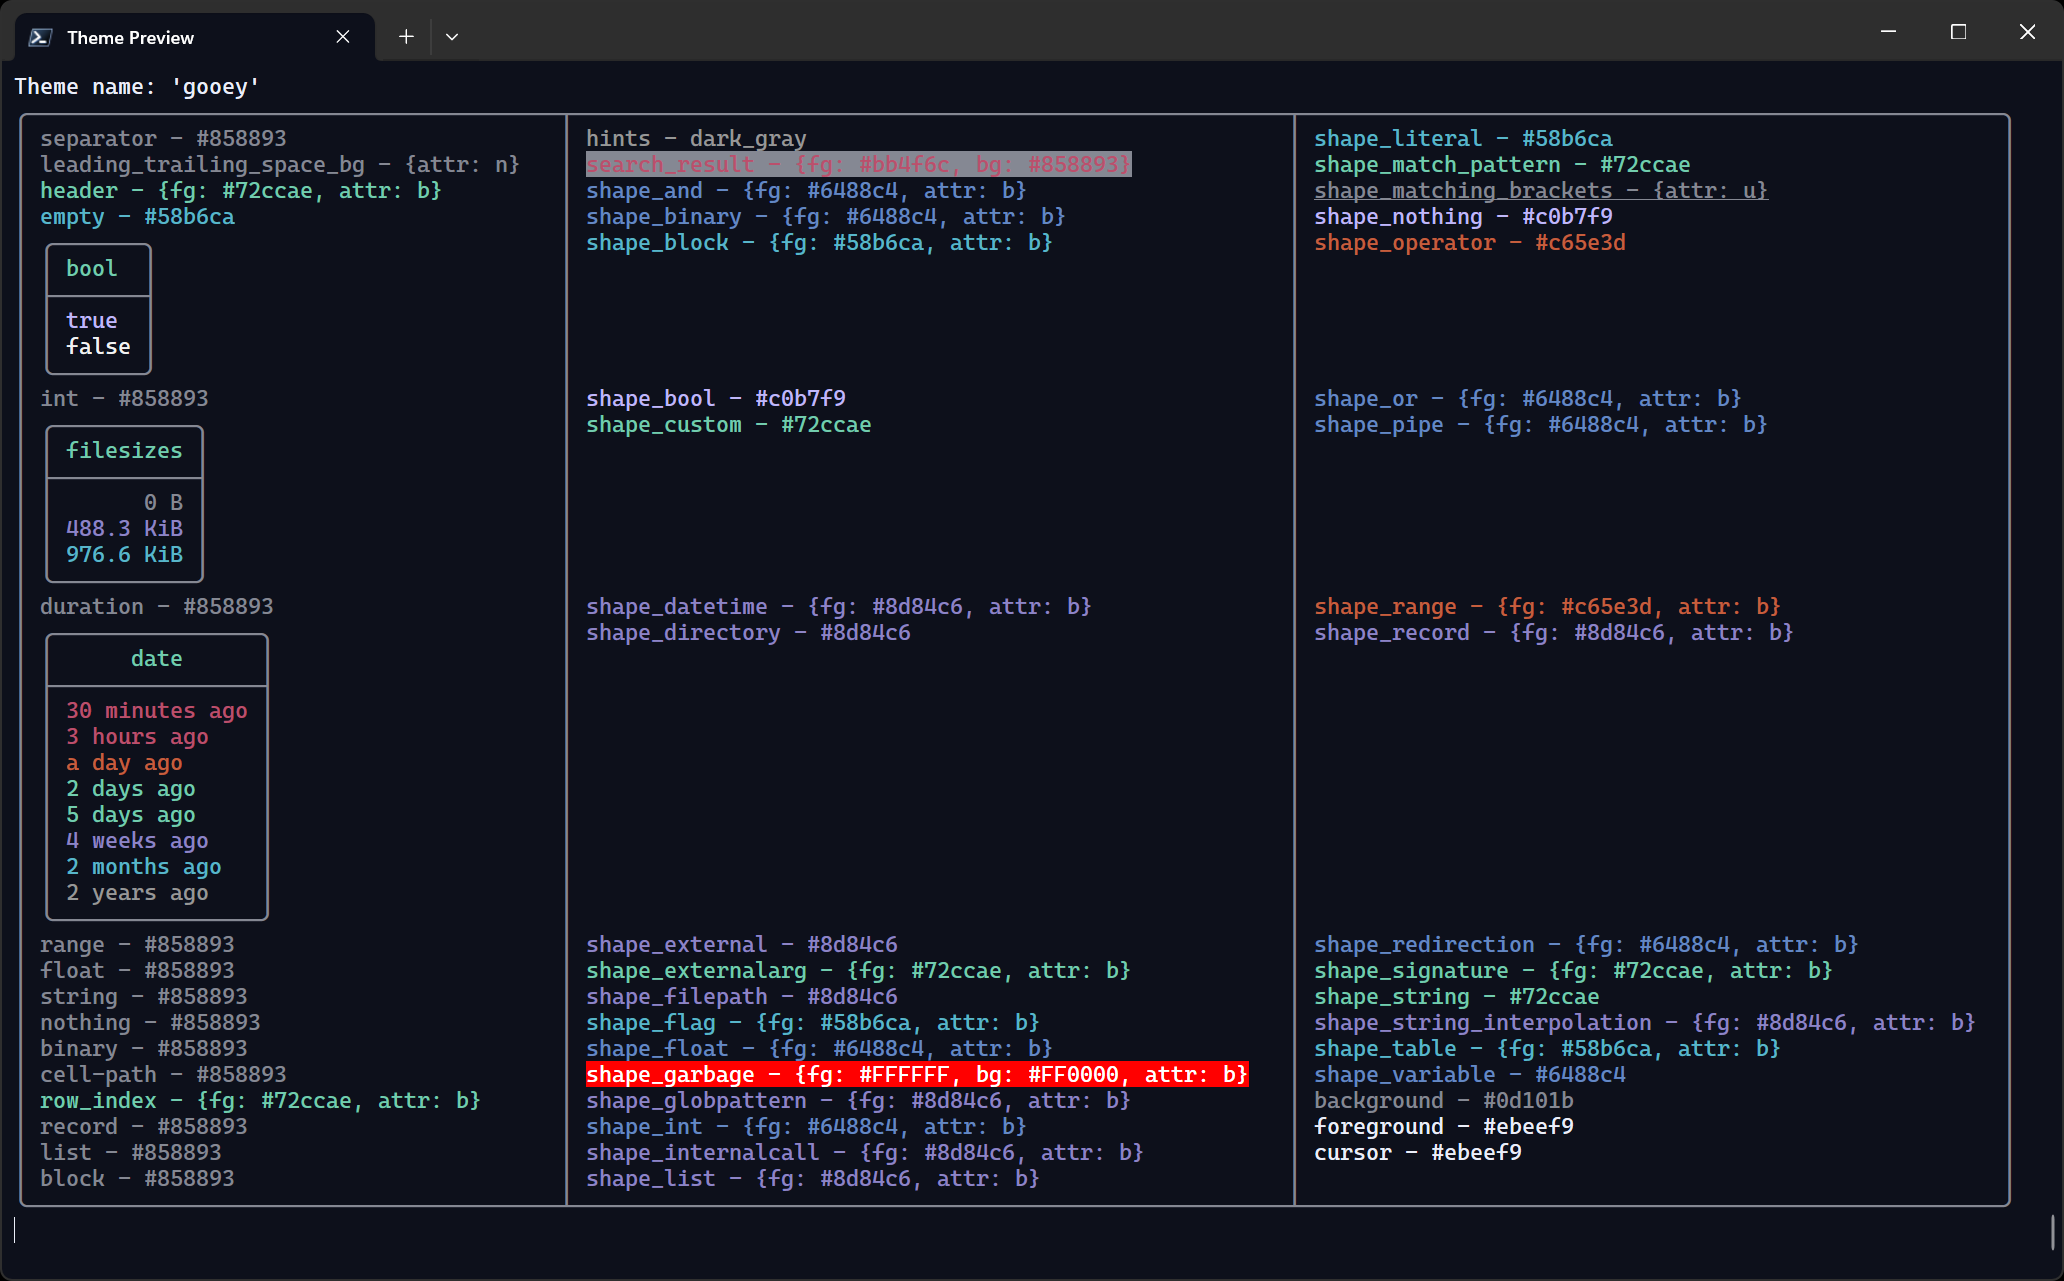 Theme Preview
Theme name: 'gooey'
separator - #858893
leading_trailing_space_bg - {attr: n}
header - {fg: #72ccae, attr: b}
empty - #58b6ca
bool
true
false
int - #858893
filesizes
0 B
488.3 KiB
976.6 KiB
duration - #858893
date
30 minutes ago
3 hours ago
a day ago
2 days ago
5 days ago
4 weeks ago
2 months ago
2 years ago
range - #858893
float - #858893
string - #858893
nothing - #858893
binary - #858893
cell-path - #858893
row_index - {fg: #72ccae, attr: b}
record - #858893
list - #858893
block - #858893
hints - dark_gray
search_result - {fg: #bb4f6c, bg: #858893}
shape_and - {fg: #6488c4, attr: b}
shape_binary - {fg: #6488c4, attr: b}
shape_block - {fg: #58b6ca, attr: b}
shape_bool - #c0b7f9
shape_custom - #72ccae
shape_datetime - {fg: #8d84c6, attr: b}
shape_directory - #8d84c6
shape_external - #8d84c6
shape_externalarg - {fg: #72ccae, attr: b}
shape_filepath - #8d84c6
shape_flag - {fg: #58b6ca, attr: b}
shape_float - {fg: #6488c4, attr: b}
shape_garbage - {fg: #FFFFFF, bg: #FF0000, attr: b}
shape_globpattern - {fg: #8d84c6, attr: b}
shape_int - {fg: #6488c4, attr: b}
shape_internalcall - {fg: #8d84c6, attr: b}
shape_list - {fg: #8d84c6, attr: b}
shape_literal - #58b6ca
shape_match_pattern - #72ccae
shape_matching_brackets - {attr: u}
shape_nothing - #c0b7f9
shape_operator - #c65e3d
shape_or - {fg: #6488c4, attr: b}
shape_pipe - {fg: #6488c4, attr: b}
shape_range - {fg: #c65e3d, attr: b}
shape_record - {fg: #8d84c6, attr: b}
shape_redirection - {fg: #6488c4, attr: b}
shape_signature - {fg: #72ccae, attr: b}
shape_string - #72ccae
shape_string_interpolation - {fg: #8d84c6, attr: b}
shape_table - {fg: #58b6ca, attr: b}
shape_variable - #6488c4
background - #0d101b
foreground - #ebeef9
cursor - #ebeef9